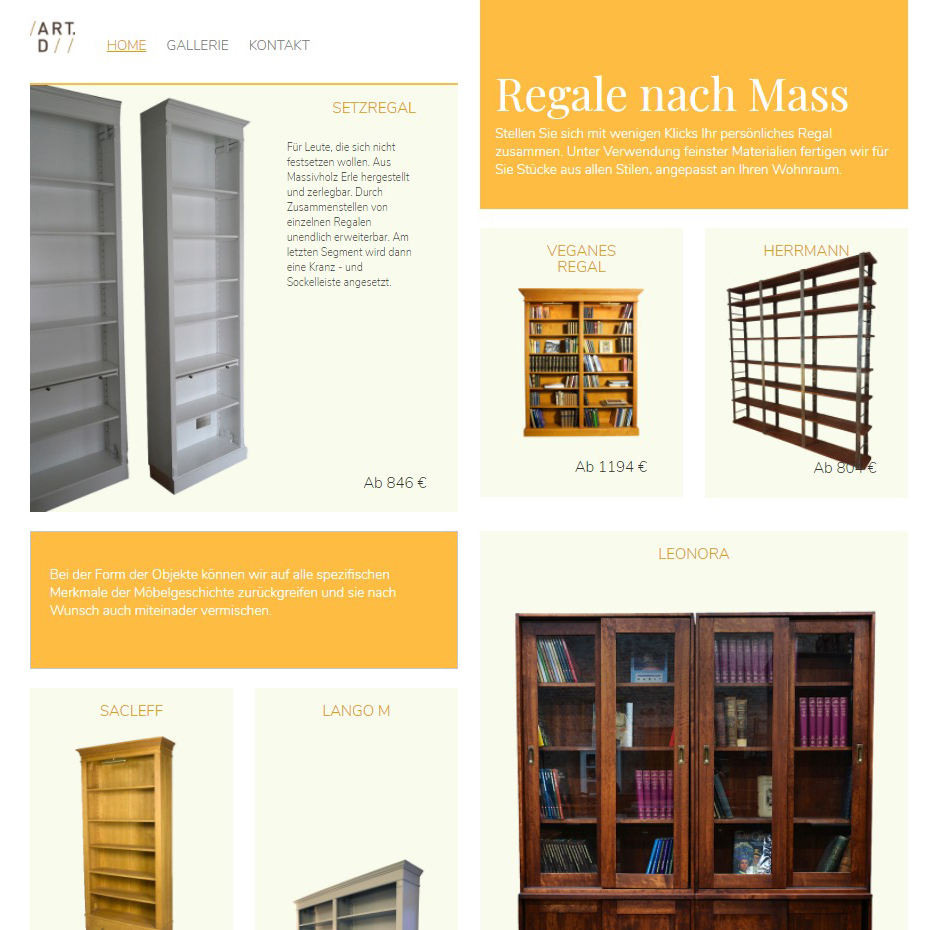 /ART.
D//
HOME GALLERIE KONTAKT
Regale nach Mass
Stellen Sie sich mit wenigen Klicks Ihr persönliches Regal
zusammen. Unter Verwendung feinster Materialien fertigen wir für
Sie Stücke aus allen Stilen, angepasst an Ihren Wohnraum.
SETZREGAL
Für Leute, die sich nicht
festsetzen wollen. Aus
Massivholz Erle hergestellt
und zerlegbar. Durch
Zusammenstellen von
einzelnen Regalen
unendlich erweiterbar. Am
letzten Segment wird dann
eine Kranz - und
Sockelleiste angesetzt.
Ab 846 €
VEGANES
REGAL
Ab 1194 €
HERRMANN
Ab 804 €
Bei der Form der Objekte können wir auf alle spezifischen
Merkmale der Möbelgeschichte zurückgreifen und sie nach
Wunsch auch miteinader vermischen.
LEONORA
SACLEFF
LANGO M